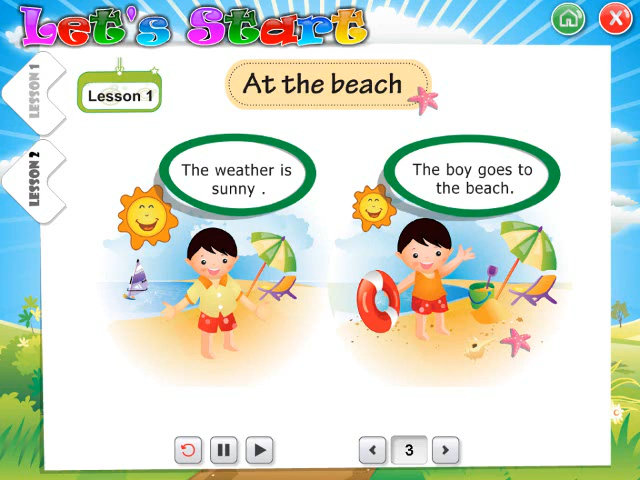 Let's Start
LESSON 1
LESSON 2
Lesson 1
At the beach
The weather is
sunny .
The boy goes to
the beach.
3